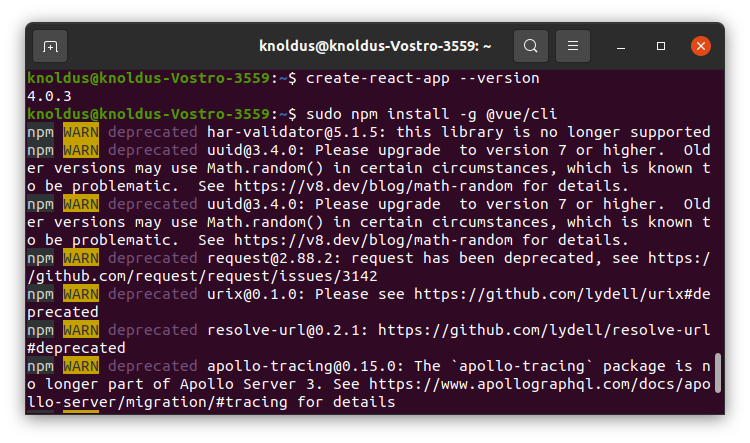 knoldus@knoldus-Vostro-3559: ~
knoldus@knoldus-Vostro-3559:~$ create-react-app --version
4.0.3
knoldus@knoldus-Vostro-3559:~$ sudo npm install -g @vue/cli
npm WARN deprecated har-validator@5.1.5: this library is no longer supported
npm WARN deprecated uuid@3.4.0: Please upgrade  to version 7 or higher.  Old
er versions may use Math.random() in certain circumstances, which is known t
o be problematic.  See https://v8.dev/blog/math-random for details.
npm WARN deprecated uuid@3.4.0: Please upgrade  to version 7 or higher.  Old
er versions may use Math.random() in certain circumstances, which is known t
o be problematic.  See https://v8.dev/blog/math-random for details.
npm WARN deprecated request@2.88.2: request has been deprecated, see https:/
/github.com/request/request/issues/3142
npm WARN deprecated urix@0.1.0: Please see https://github.com/lydell/urix#de
precated
npm WARN deprecated resolve-url@0.2.1: https://github.com/lydell/resolve-url
#deprecated
npm WARN deprecated apollo-tracing@0.15.0: The `apollo-tracing` package is n
o longer part of Apollo Server 3. See https://www.apollographql.com/docs/apo
llo-server/migration/#tracing for details